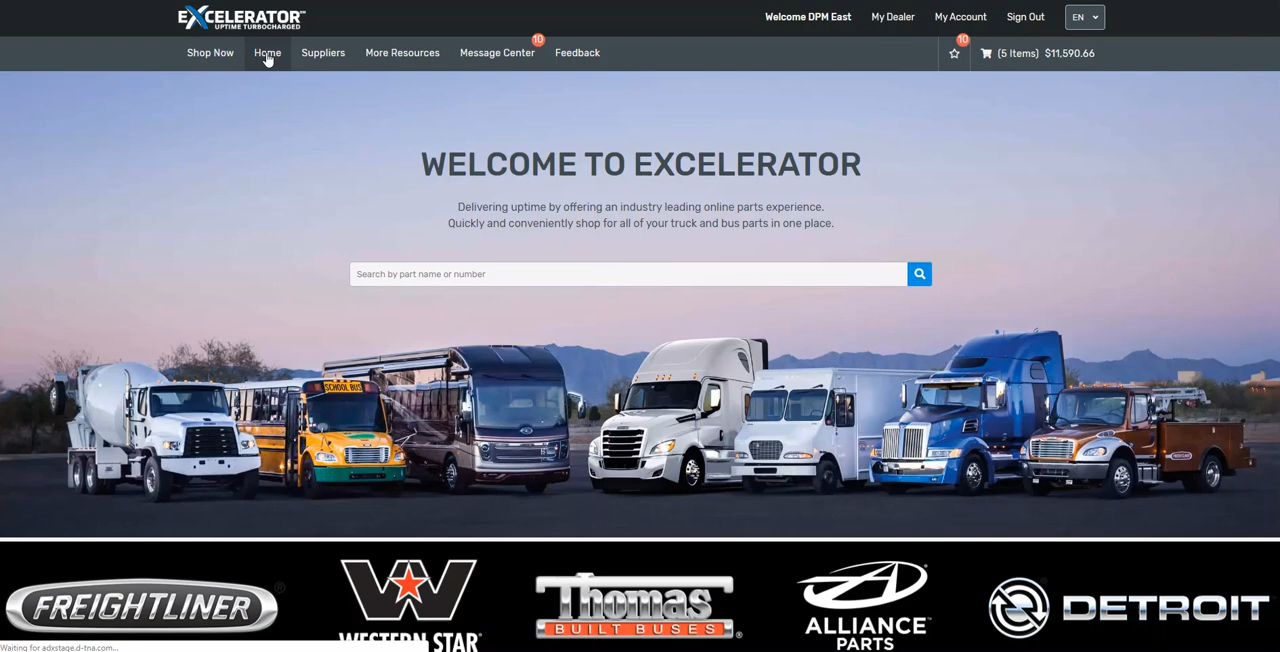 EXCELERATOR™
UPTIME TURBOCHARGED
Welcome DPM East
My Dealer
My Account
Sign Out
EN
Shop Now
Home
Suppliers
More Resources
Message Center
10
Feedback
10
(5 Items) $11,590.66
WELCOME TO EXCELERATOR
Delivering uptime by offering an industry leading online parts experience.
Quickly and conveniently shop for all of your truck and bus parts in one place.
Search by part name or number
SCHOOL BUS
FREIGHTLINER
FREIGHTLINER®
WESTERN STAR®
Thomas
BUILT BUSES®
ALLIANCE™
PARTS
DETROIT
Waiting for adxstage.d-tna.com...